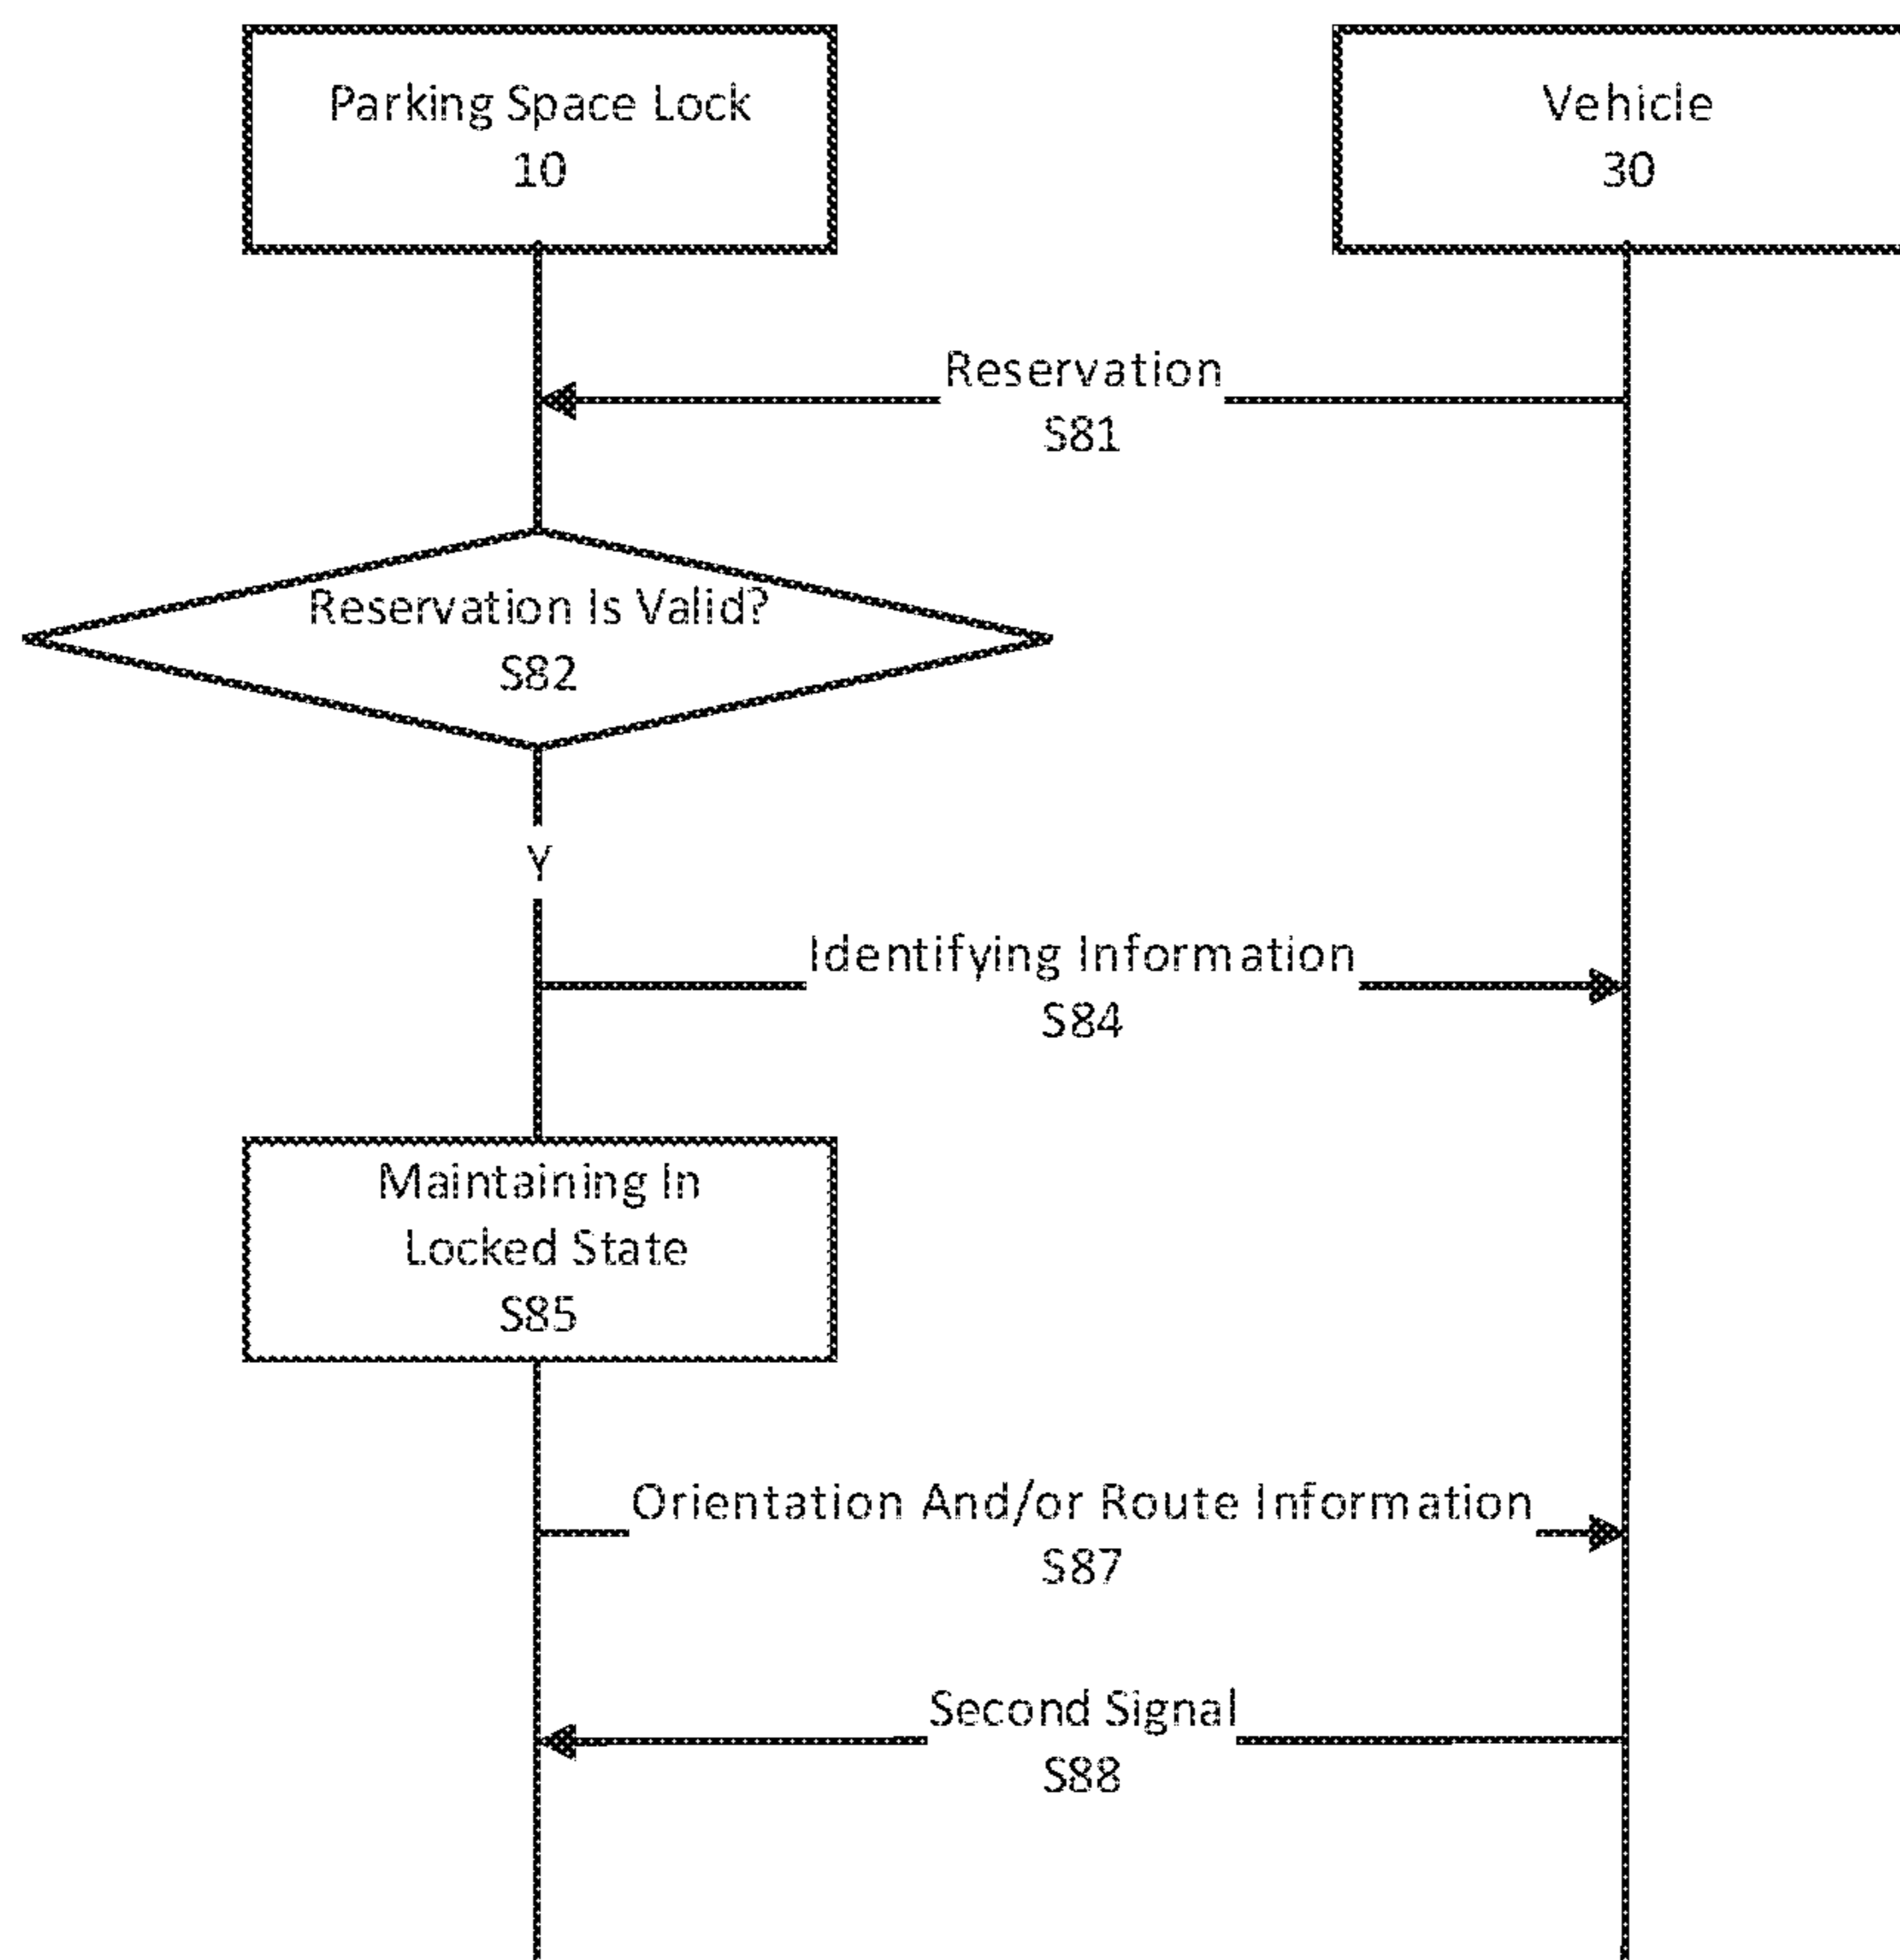 Parking Space Lock
10
Vehicle
30
Reservation
S81
Reservation Is Valid?
S82
Y
Identifying Information
S84
Maintaining In
Locked State
S85
Orientation And/or Route Information
S87
Second Signal
S88